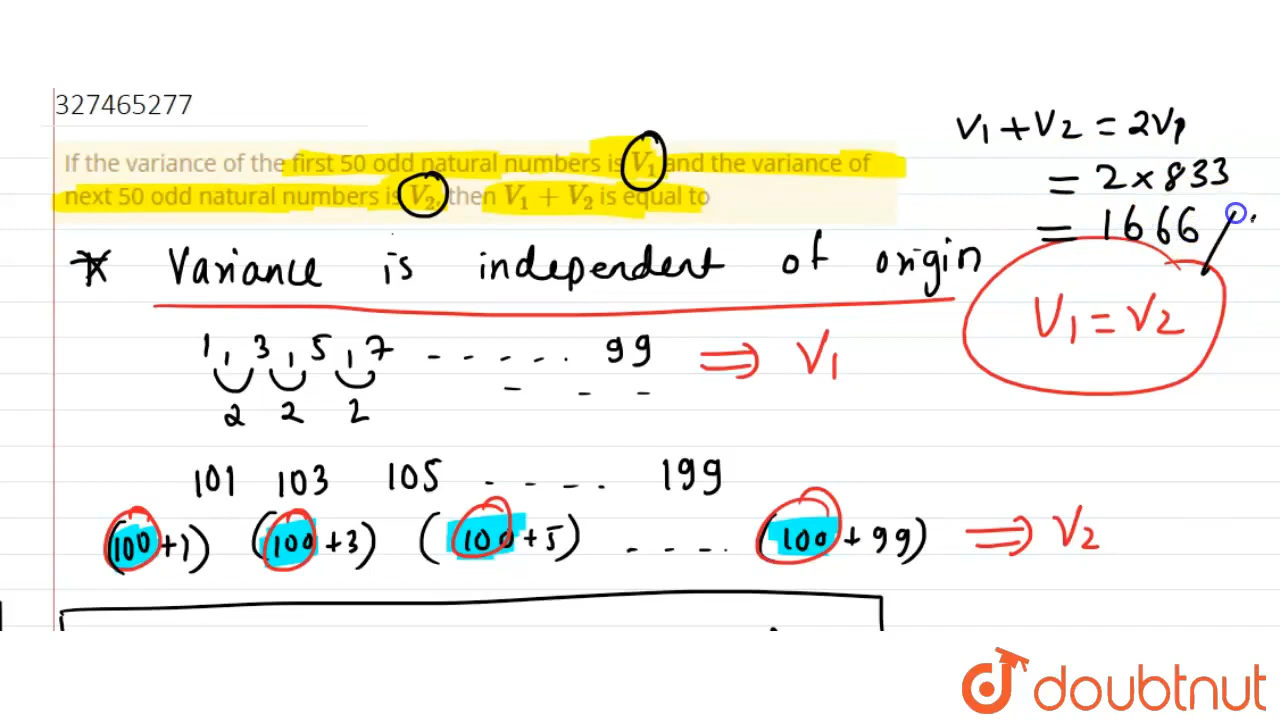 327465277
If the variance of the first 50 odd natural numbers is V₁ and the variance of
next 50 odd natural numbers is V₂, then V₁ + V₂ is equal to
V1 + V2 = 2V1
= 2 × 833
= 1666
* Variance is independent of origin
V1 = V2
1, 3, 5, 7 - - - - - . 99 ⇒ V1
2 2 2 - - -
101 103 105 - - - - . 199
(100+1) (100+3) (100+5) - - - . (100+99) ⇒ V2
doubtnut